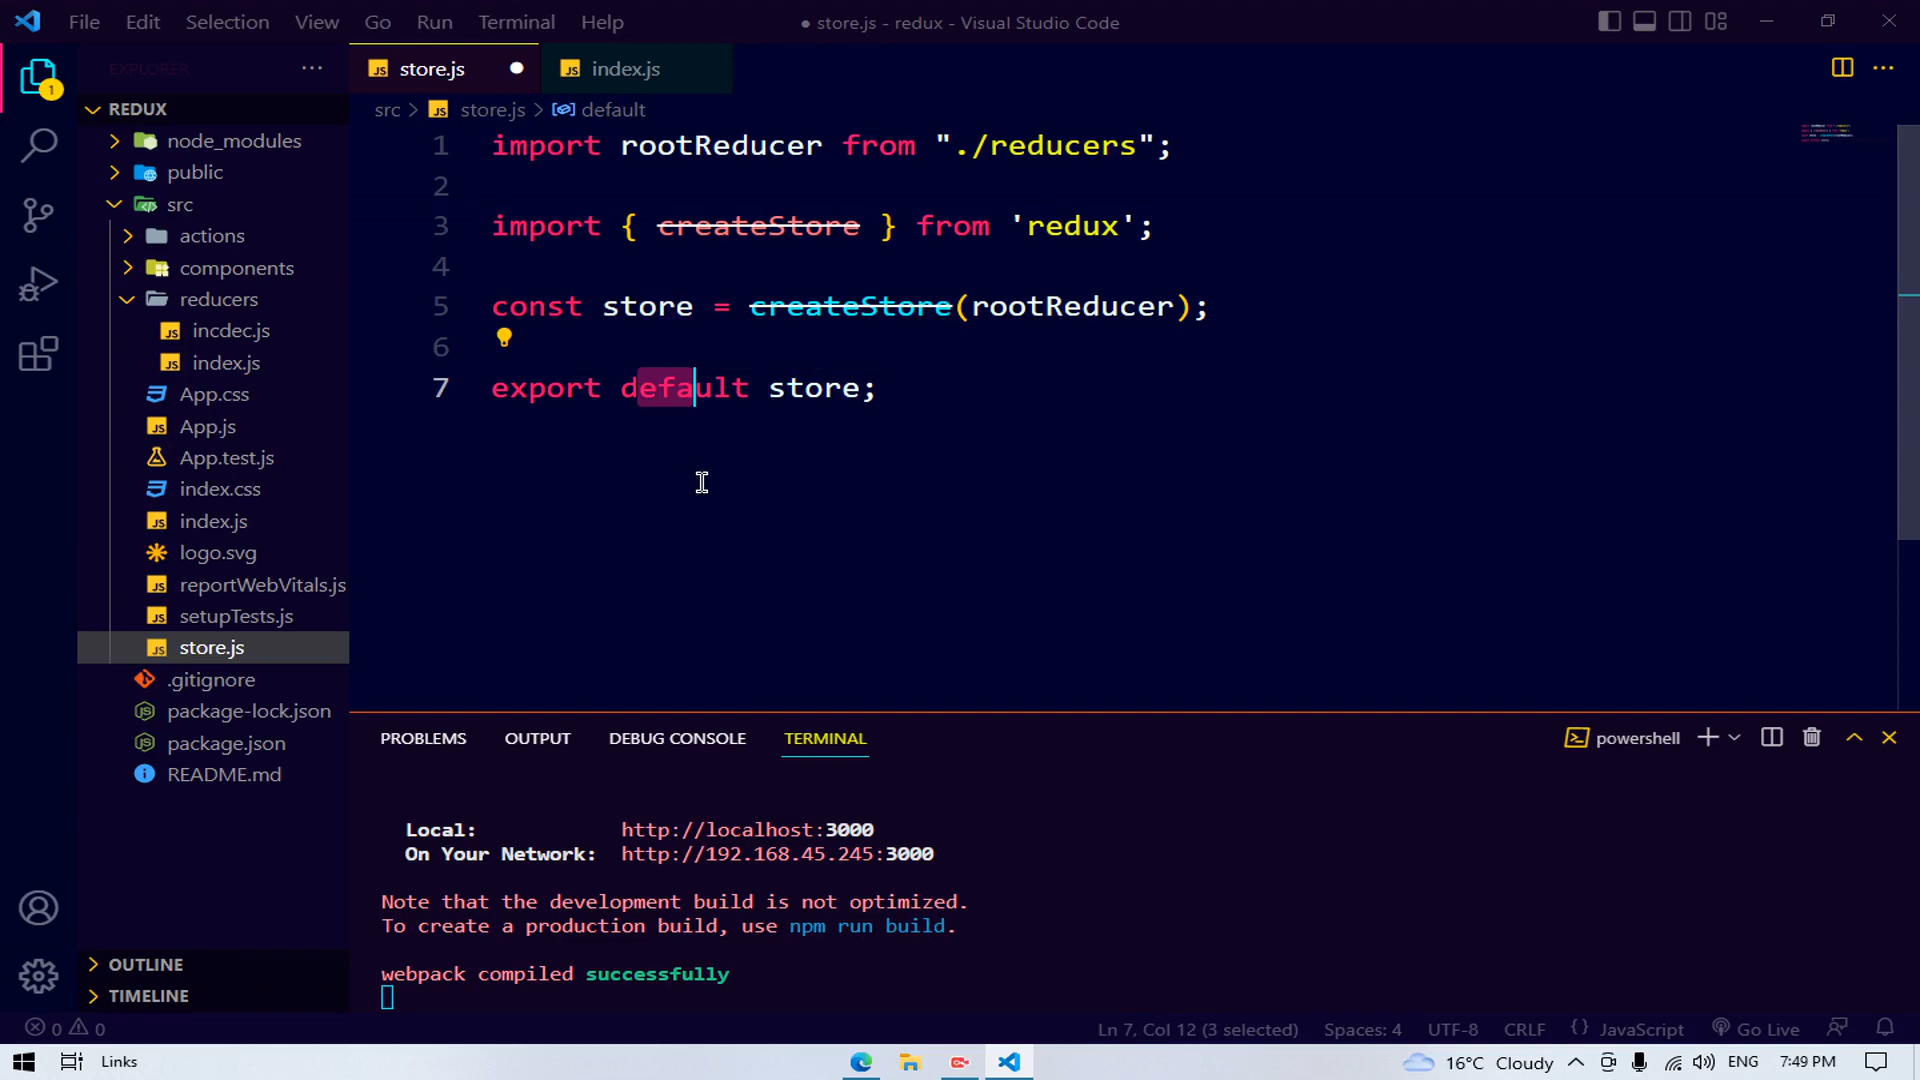 File Edit Selection View Go Run Terminal Help
● store.js - redux - Visual Studio Code
EXPLORER
1
REDUX
node_modules
public
src
actions
components
reducers
incdec.js
index.js
App.css
App.js
App.test.js
index.css
index.js
logo.svg
reportWebVitals.js
setupTests.js
store.js
.gitignore
package-lock.json
package.json
README.md
OUTLINE
TIMELINE
JS store.js ● JS index.js
src > JS store.js > default
1 import rootReducer from "./reducers";
2
3 import { createStore } from 'redux';
4
5 const store = createStore(rootReducer);
6
7 export default store;
PROBLEMS OUTPUT DEBUG CONSOLE TERMINAL powershell
Local: http://localhost:3000
On Your Network: http://192.168.45.245:3000
Note that the development build is not optimized.
To create a production build, use npm run build.
webpack compiled successfully
0 0 Ln 7, Col 12 (3 selected) Spaces: 4 UTF-8 CRLF {} JavaScript Go Live
Links 16°C Cloudy ENG 7:49 PM